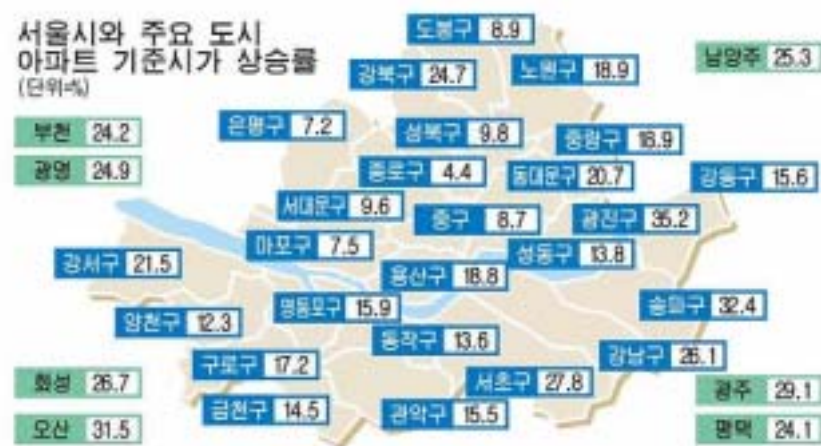 서울시와 주요 도시
아파트 기준시가 상승률
(단위=%)
도봉구 8.9
강북구 24.7
노원구 18.9
남양주 25.3
부천 24.2
은평구 7.2
성북구 9.8
중랑구 16.9
광명 24.9
종로구 4.4
동대문구 20.7
강동구 15.6
서대문구 9.6
중구 8.7
광진구 35.2
강서구 21.5
마포구 7.5
용산구 18.8
성동구 13.8
양천구 12.3
영등포구 15.9
송파구 32.4
동작구 13.6
구로구 17.2
강남구 26.1
화성 26.7
서초구 27.8
광주 29.1
오산 31.5
금천구 14.5
관악구 15.5
평택 24.1